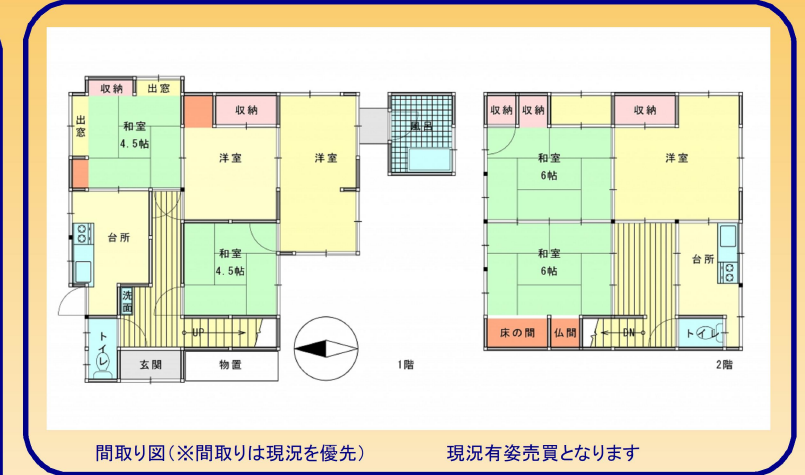 収納
出窓
出窓
和室
4.5帖
収納
洋室
洋室
風呂
台所
和室
4.5帖
洗面
トイレ
UP
玄関
物置
1階
収納
収納
収納
和室
6帖
洋室
和室
6帖
台所
床の間
仏間
DN
トイレ
2階
間取り図(※間取りは現況を優先)
現況有姿売買となります